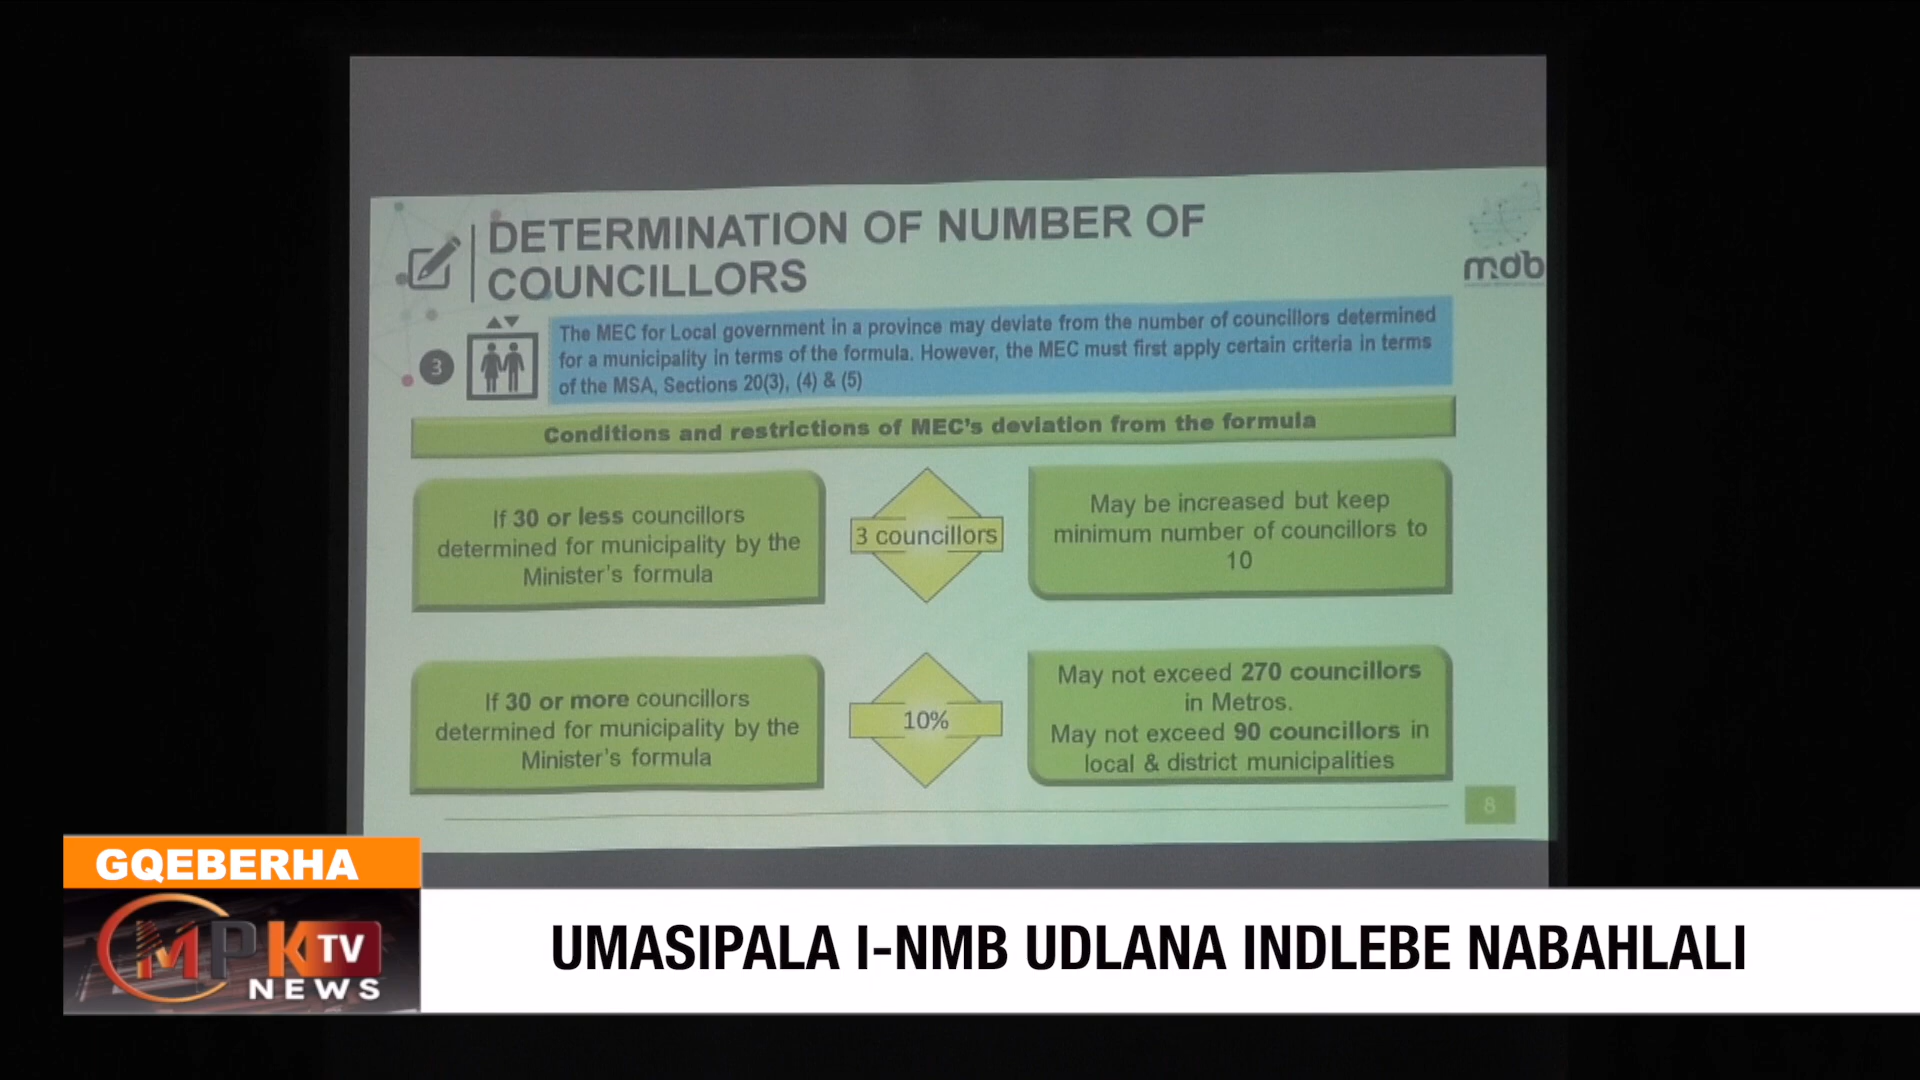 DETERMINATION OF NUMBER OF
COUNCILLORS
mdb
3
The MEC for Local government in a province may deviate from the number of councillors determined
for a municipality in terms of the formula. However, the MEC must first apply certain criteria in terms
of the MSA, Sections 20(3), (4) & (5)
Conditions and restrictions of MEC's deviation from the formula
If 30 or less councillors
determined for municipality by the
Minister's formula
3 councillors
May be increased but keep
minimum number of councillors to
10
If 30 or more councillors
determined for municipality by the
Minister's formula
10%
May not exceed 270 councillors
in Metros.
May not exceed 90 councillors in
local & district municipalities
8
GQEBERHA
MPK TV
NEWS
UMASIPALA I-NMB UDLANA INDLEBE NABAHLALI